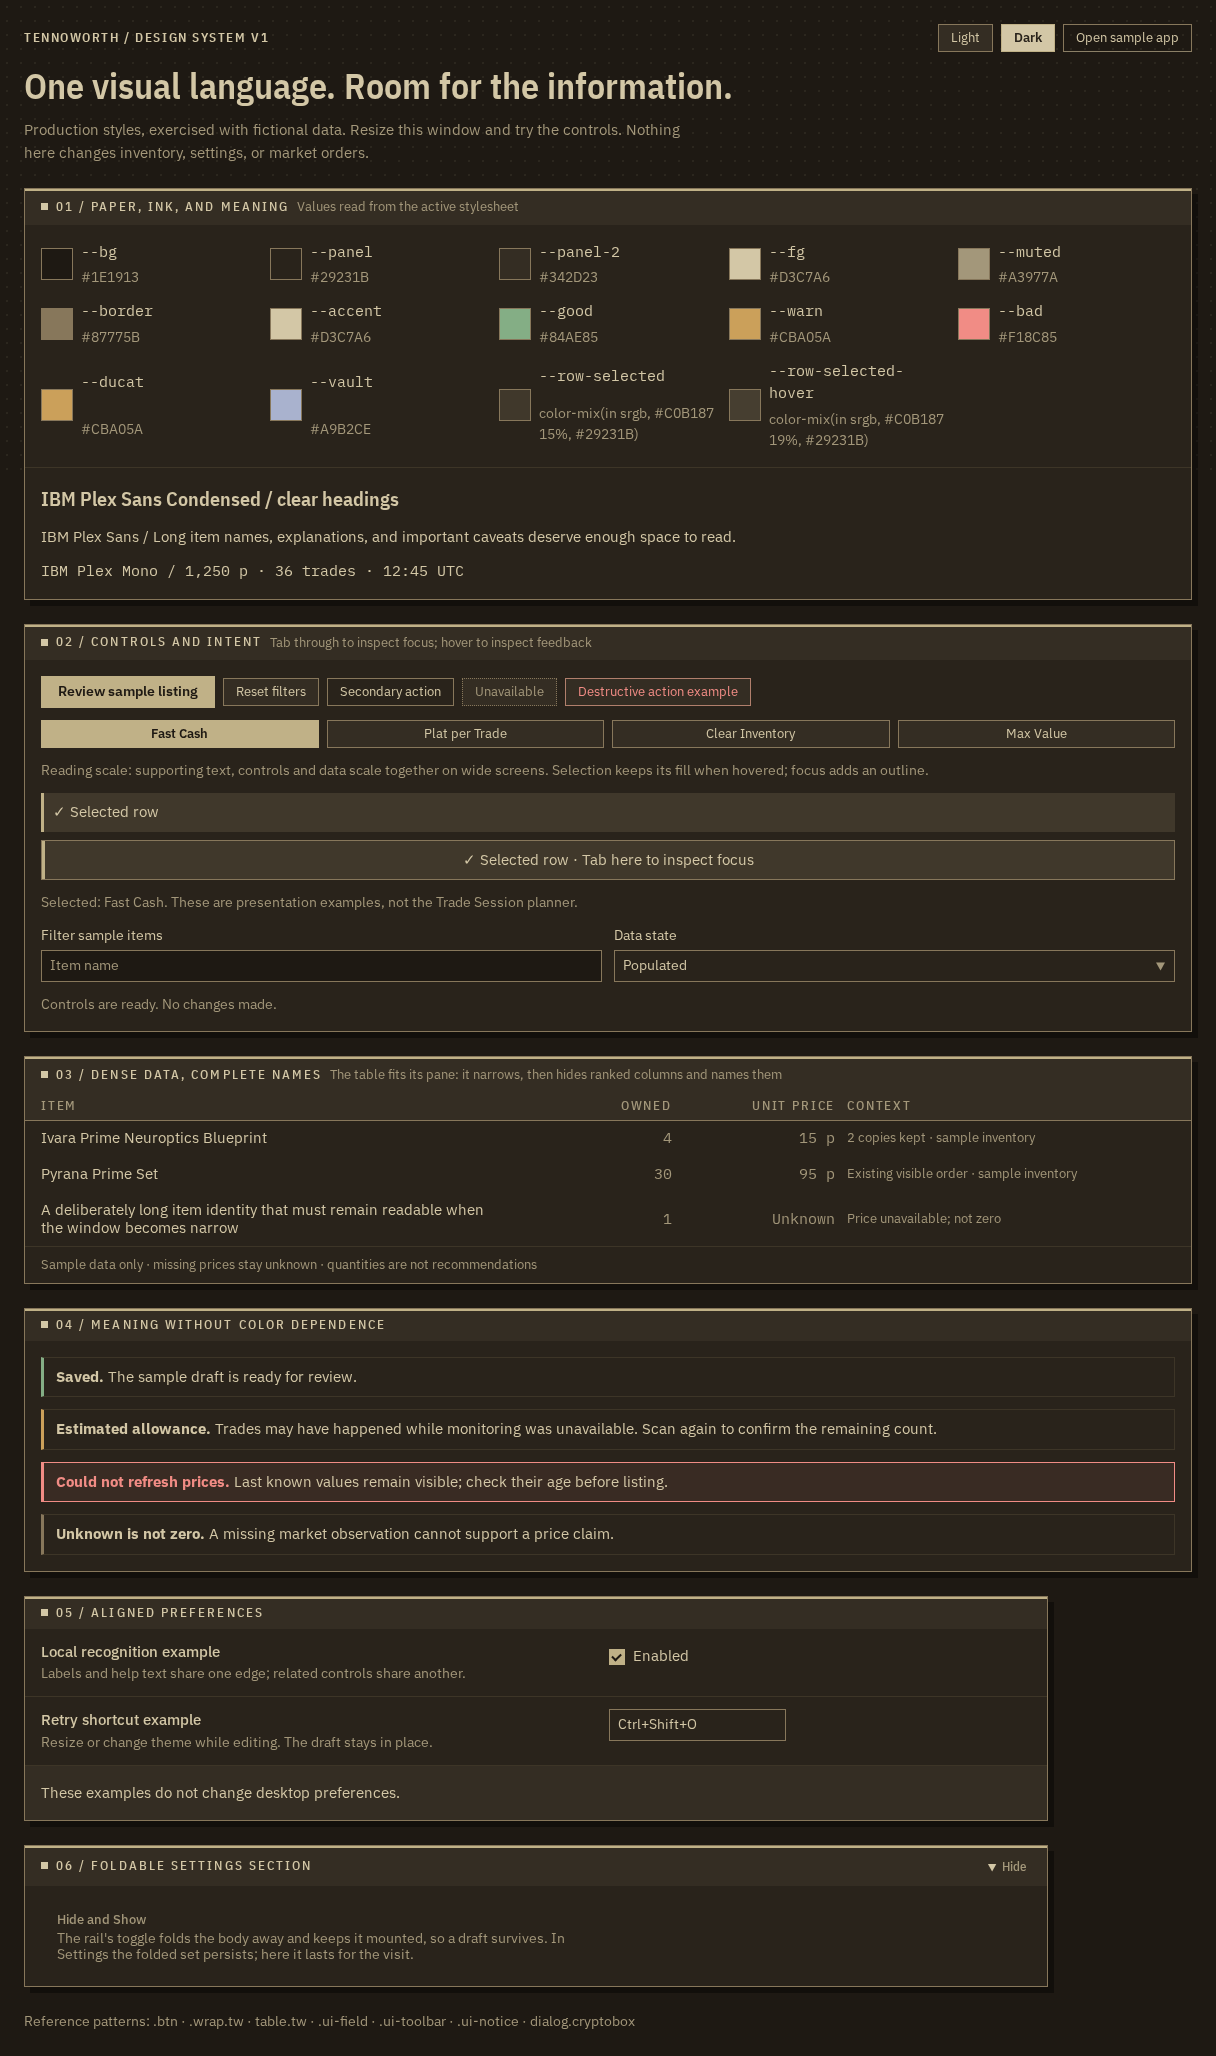 TENNOWORTH / DESIGN SYSTEM V1
Light
Dark
Open sample app
One visual language. Room for the information.
Production styles, exercised with fictional data. Resize this window and try the controls. Nothing
here changes inventory, settings, or market orders.
01 / PAPER, INK, AND MEANING Values read from the active stylesheet
--bg
#1E1913
--panel
#29231B
--panel-2
#342D23
--fg
#D3C7A6
--muted
#A3977A
--border
#87775B
--accent
#D3C7A6
--good
#84AE85
--warn
#CBA05A
--bad
#F18C85
--ducat
#CBA05A
--vault
#A9B2CE
--row-selected
color-mix(in srgb, #C0B187
15%, #29231B)
--row-selected-
hover
color-mix(in srgb, #C0B187
19%, #29231B)
IBM Plex Sans Condensed / clear headings
IBM Plex Sans / Long item names, explanations, and important caveats deserve enough space to read.
IBM Plex Mono / 1,250 p · 36 trades · 12:45 UTC
02 / CONTROLS AND INTENT Tab through to inspect focus; hover to inspect feedback
Review sample listing
Reset filters
Secondary action
Unavailable
Destructive action example
Fast Cash
Plat per Trade
Clear Inventory
Max Value
Reading scale: supporting text, controls and data scale together on wide screens. Selection keeps its fill when hovered; focus adds an outline.
✓ Selected row
✓ Selected row · Tab here to inspect focus
Selected: Fast Cash. These are presentation examples, not the Trade Session planner.
Filter sample items
Item name
Data state
Populated ▼
Controls are ready. No changes made.
03 / DENSE DATA, COMPLETE NAMES The table fits its pane: it narrows, then hides ranked columns and names them
ITEM OWNED UNIT PRICE CONTEXT
Ivara Prime Neuroptics Blueprint 4 15 p 2 copies kept · sample inventory
Pyrana Prime Set 30 95 p Existing visible order · sample inventory
A deliberately long item identity that must remain readable when
the window becomes narrow 1 Unknown Price unavailable; not zero
Sample data only · missing prices stay unknown · quantities are not recommendations
04 / MEANING WITHOUT COLOR DEPENDENCE
Saved. The sample draft is ready for review.
Estimated allowance. Trades may have happened while monitoring was unavailable. Scan again to confirm the remaining count.
Could not refresh prices. Last known values remain visible; check their age before listing.
Unknown is not zero. A missing market observation cannot support a price claim.
05 / ALIGNED PREFERENCES
Local recognition example
Labels and help text share one edge; related controls share another.
Enabled
Retry shortcut example
Resize or change theme while editing. The draft stays in place.
Ctrl+Shift+O
These examples do not change desktop preferences.
06 / FOLDABLE SETTINGS SECTION
▼ Hide
Hide and Show
The rail's toggle folds the body away and keeps it mounted, so a draft survives. In
Settings the folded set persists; here it lasts for the visit.
Reference patterns: .btn · .wrap.tw · table.tw · .ui-field · .ui-toolbar · .ui-notice · dialog.cryptobox